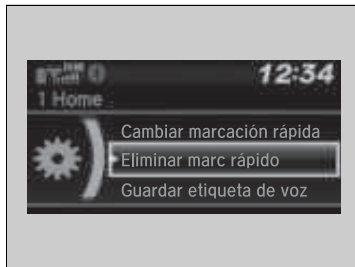 12:34
1 Home
Cambiar marcación rápida
Eliminar marc rápido
Guardar etiqueta de voz